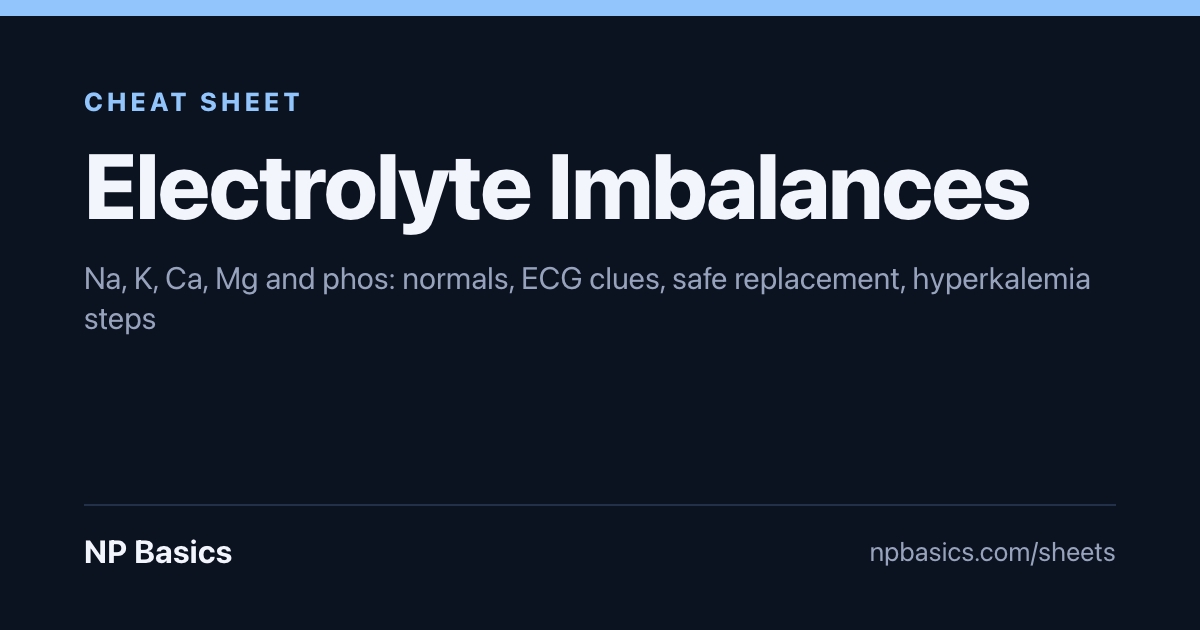 CHEAT SHEET
Electrolyte Imbalances
Na, K, Ca, Mg and phos: normals, ECG clues, safe replacement, hyperkalemia
steps
NP Basics
npbasics.com/sheets